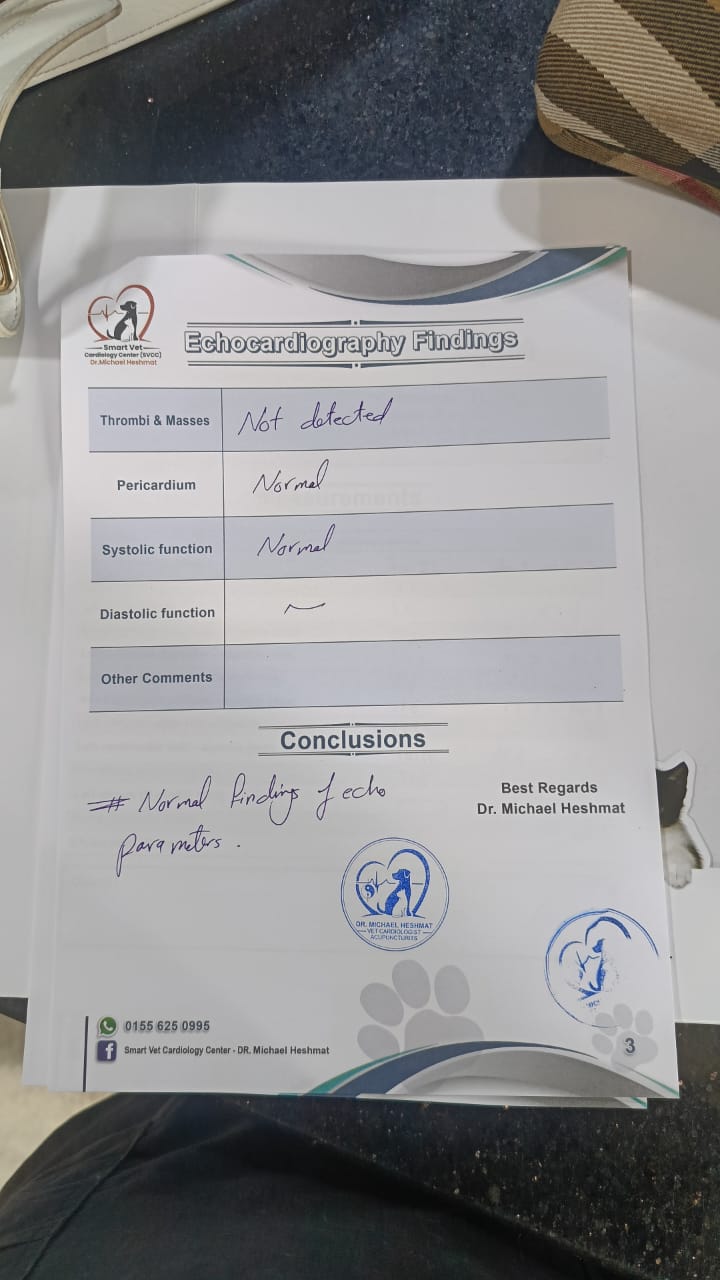 Smart Vet
Cardiology Center (SVCC)
Dr.Michael Heshmat
Echocardiography Findings
Thrombi & Masses Not detected
Pericardium Normal
Systolic function Normal
Diastolic function ~
Other Comments
Conclusions
# Normal findings of echo
parameters.
Best Regards
Dr. Michael Heshmat
DR. MICHAEL HESHMAT
VET CARDIOLOGIST
ACUPUNCTURITS
0155 625 0995
Smart Vet Cardiology Center - DR. Michael Heshmat
3